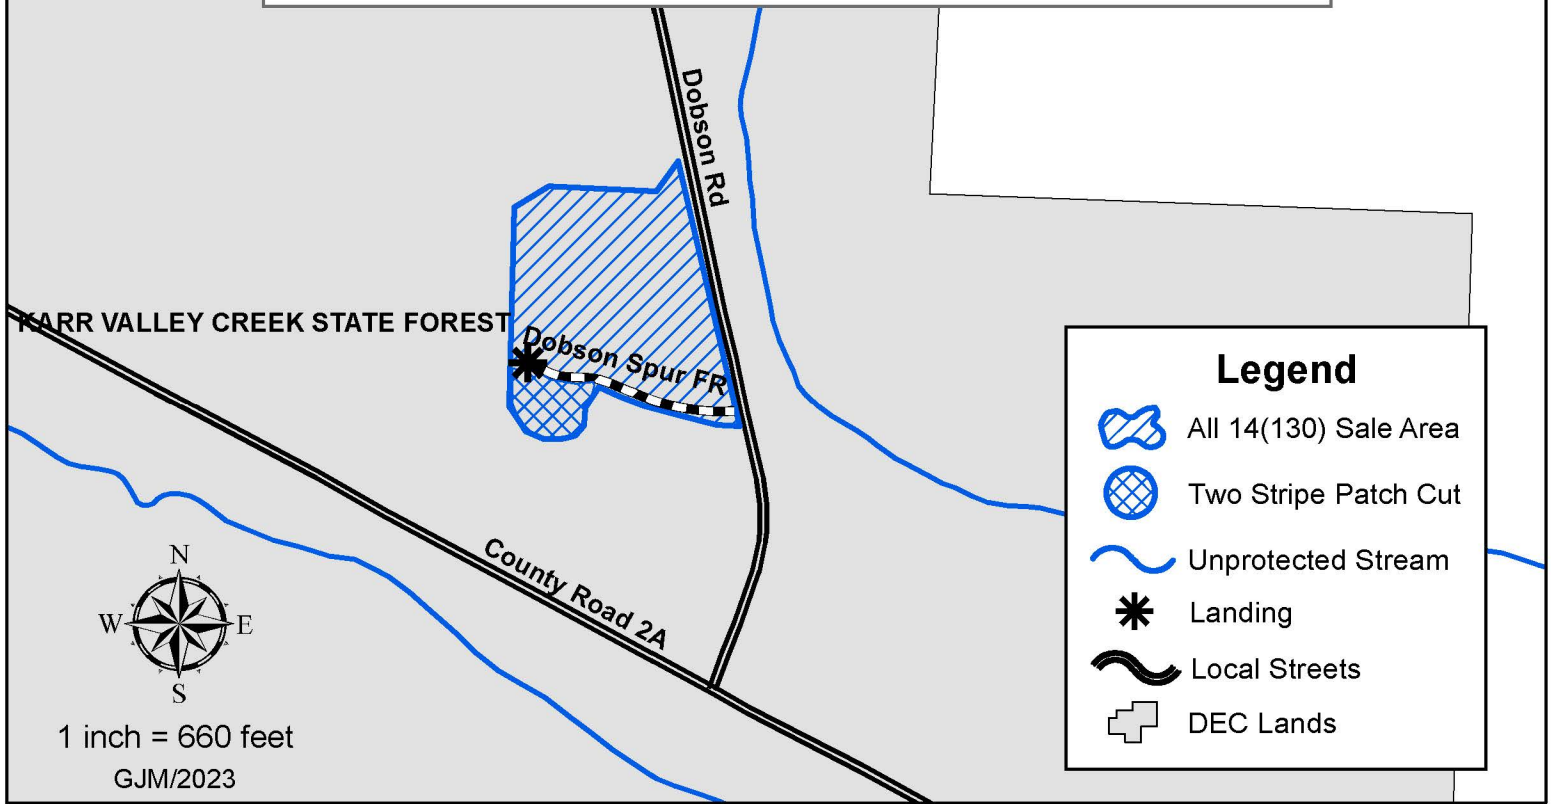 Dobson Rd
KARR VALLEY CREEK STATE FOREST
Dobson Spur FR
County Road 2A
N
W
E
S
1 inch = 660 feet
GJM/2023
Legend
All 14(130) Sale Area
Two Stripe Patch Cut
Unprotected Stream
Landing
Local Streets
DEC Lands